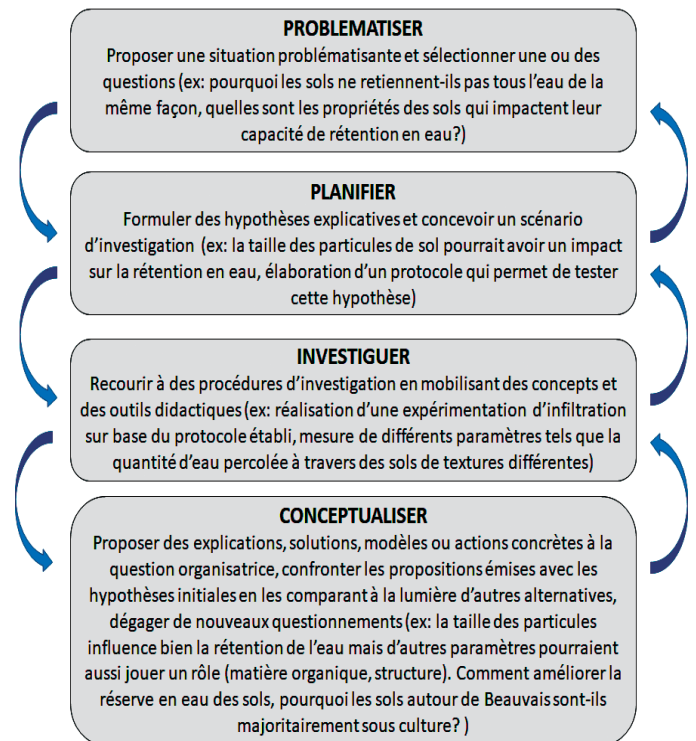 PROBLEMATISER
Proposer une situation problématisante et sélectionner une ou des
questions (ex: pourquoi les sols ne retiennent-ils pas tous l'eau de la
même façon, quelles sont les propriétés des sols qui impactent leur
capacité de rétention en eau?)
PLANIFIER
Formuler des hypothèses explicatives et concevoir un scénario
d'investigation (ex: la taille des particules de sol pourrait avoir un impact
sur la rétention en eau, élaboration d'un protocole qui permet de tester
cette hypothèse)
INVESTIGUER
Recourir à des procédures d'investigation en mobilisant des concepts et
des outils didactiques (ex: réalisation d'une expérimentation d'infiltration
sur base du protocole établi, mesure de différents paramètres tels que la
quantité d'eau percolée à travers des sols de textures différentes)
CONCEPTUALISER
Proposer des explications, solutions, modèles ou actions concrètes à la
question organisatrice, confronter les propositions émises avec les
hypothèses initiales en les comparant à la lumière d'autres alternatives,
dégager de nouveaux questionnements (ex: la taille des particules
influence bien la rétention de l'eau mais d'autres paramètres pourraient
aussi jouer un rôle (matière organique, structure). Comment améliorer la
réserve en eau des sols, pourquoi les sols autour de Beauvais sont-ils
majoritairement sous culture? )